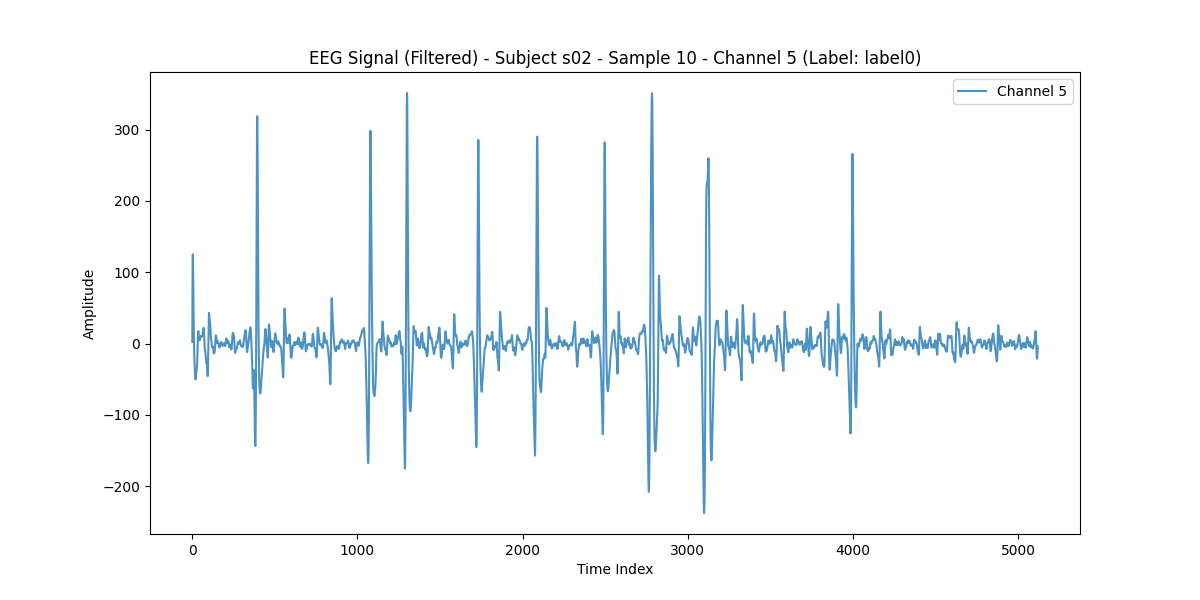 EEG Signal (Filtered) - Subject s02 - Sample 10 - Channel 5 (Label: label0)
Channel 5
300
200
100
0
−100
−200
Amplitude
0 1000 2000 3000 4000 5000
Time Index